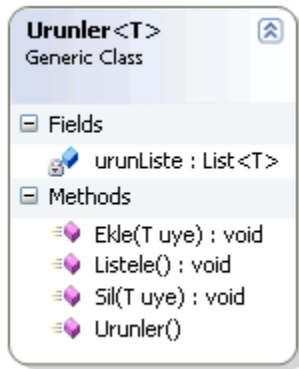 Urunler<T>
Generic Class
Fields
urunListe : List<T>
Methods
Ekle(T uye) : void
Listele() : void
Sil(T uye) : void
Urunler()